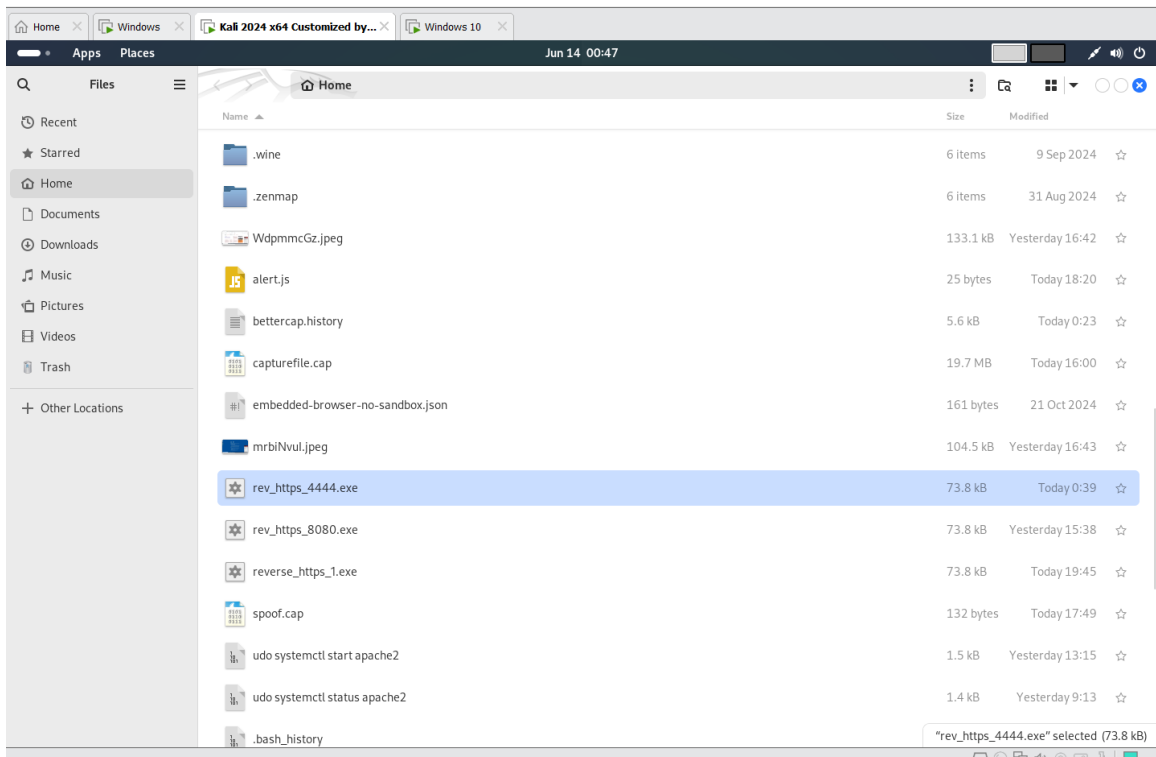 Home Windows Kali 2024 x64 Customized by... Windows 10
Apps Places Jun 14 00:47
Files Home
Name Size Modified
Recent
Starred
Home
Documents
Downloads
Music
Pictures
Videos
Trash
+ Other Locations
.wine 6 items 9 Sep 2024
.zenmap 6 items 31 Aug 2024
WdpmmcGz.jpeg 133.1 kB Yesterday 16:42
alert.js 25 bytes Today 18:20
bettercap.history 5.6 kB Today 0:23
capturefile.cap 19.7 MB Today 16:00
embedded-browser-no-sandbox.json 161 bytes 21 Oct 2024
mrbiNvul.jpeg 104.5 kB Yesterday 16:43
rev_https_4444.exe 73.8 kB Today 0:39
rev_https_8080.exe 73.8 kB Yesterday 15:38
reverse_https_1.exe 73.8 kB Today 19:45
spoof.cap 132 bytes Today 17:49
udo systemctl start apache2 1.5 kB Yesterday 13:15
udo systemctl status apache2 1.4 kB Yesterday 9:13
.bash_history
"rev_https_4444.exe" selected (73.8 kB)